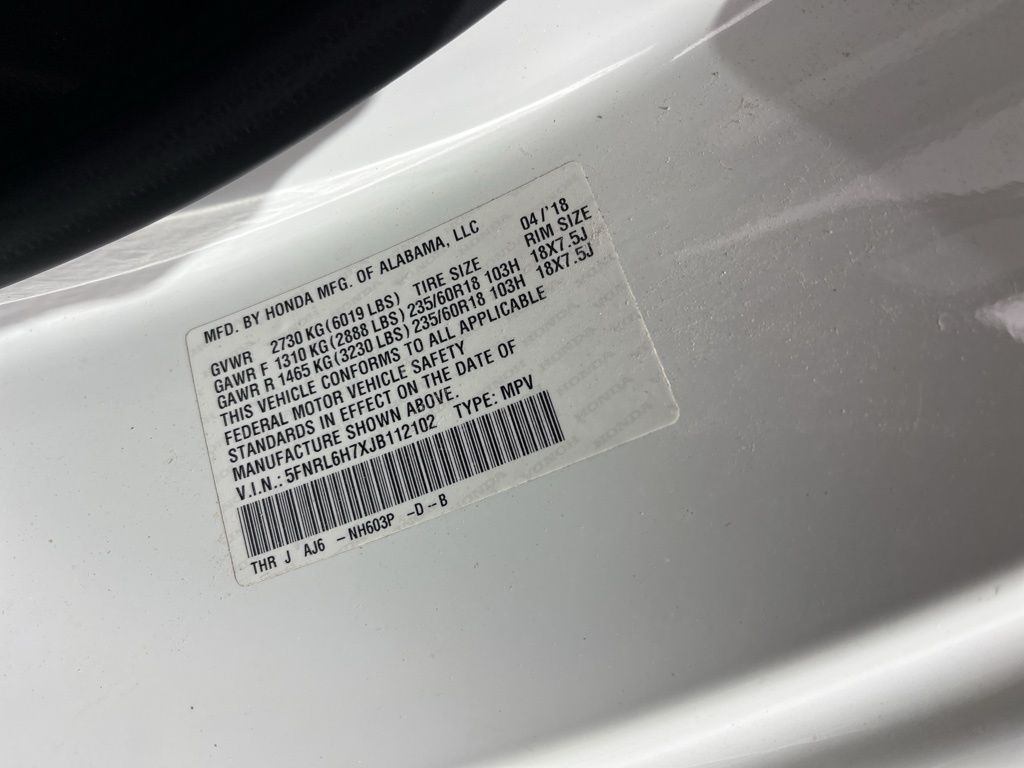 MFD. BY HONDA MFG. OF ALABAMA, LLC 04/'18
GVWR 2730 KG (6019 LBS) TIRE SIZE RIM SIZE
GAWR F 1310 KG (2888 LBS) 235/60R18 103H 18X7.5J
GAWR R 1465 KG (3230 LBS) 235/60R18 103H 18X7.5J
THIS VEHICLE CONFORMS TO ALL APPLICABLE
FEDERAL MOTOR VEHICLE SAFETY
STANDARDS IN EFFECT ON THE DATE OF
MANUFACTURE SHOWN ABOVE.
V.I.N.: 5FNRL6H7XJB112102 TYPE: MPV
THR J AJ6 -NH603P -D-B
HONDA